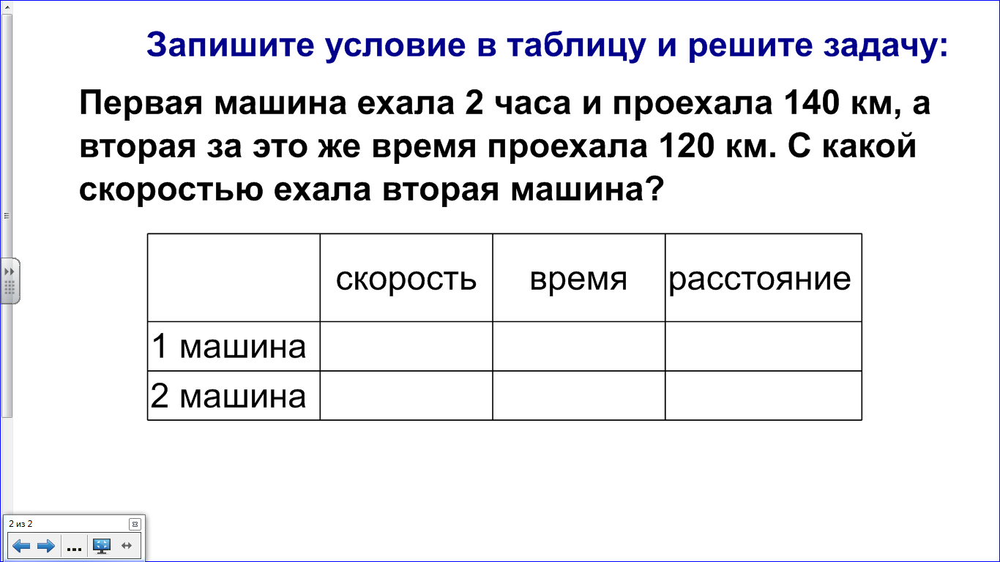 Запишите условие в таблицу и решите задачу:
Первая машина ехала 2 часа и проехала 140 км, а
вторая за это же время проехала 120 км. С какой
скоростью ехала вторая машина?
скорость время расстояние
1 машина
2 машина
2 из 2